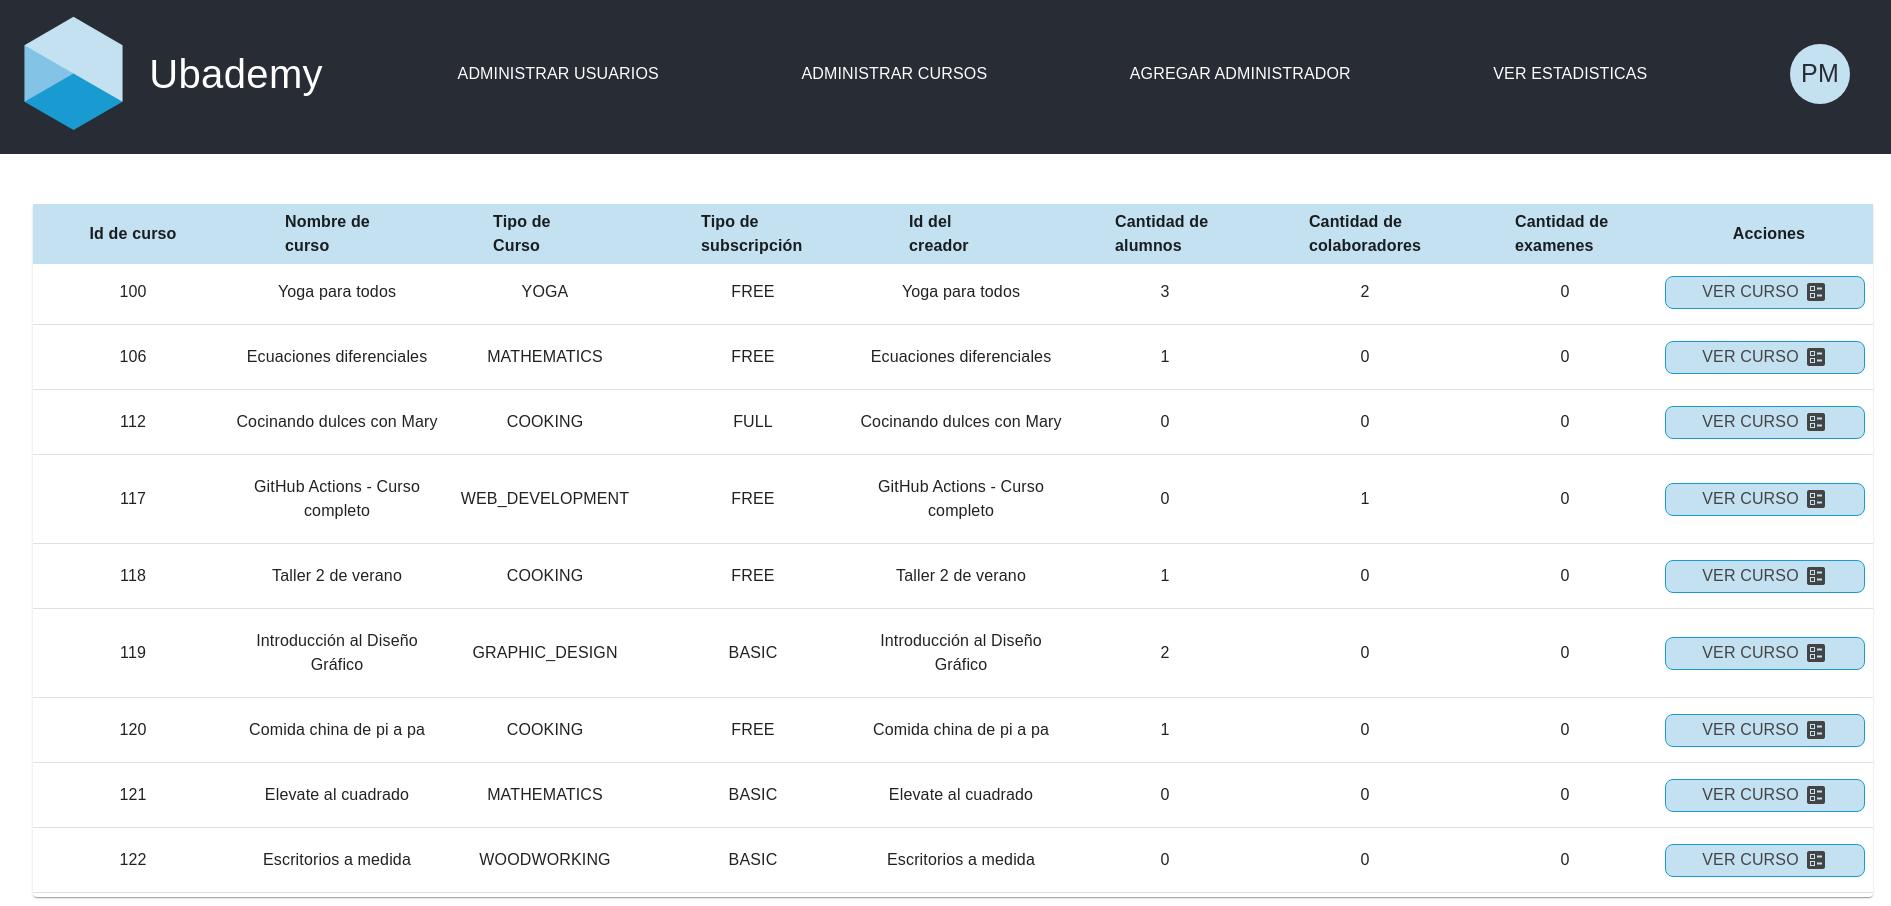 Ubademy ADMINISTRAR USUARIOS ADMINISTRAR CURSOS AGREGAR ADMINISTRADOR VER ESTADISTICAS PM
Id de curso Nombre de curso Tipo de Curso Tipo de subscripción Id del creador Cantidad de alumnos Cantidad de colaboradores Cantidad de examenes Acciones
100 Yoga para todos YOGA FREE Yoga para todos 3 2 0 VER CURSO
106 Ecuaciones diferenciales MATHEMATICS FREE Ecuaciones diferenciales 1 0 0 VER CURSO
112 Cocinando dulces con Mary COOKING FULL Cocinando dulces con Mary 0 0 0 VER CURSO
117 GitHub Actions - Curso completo WEB_DEVELOPMENT FREE GitHub Actions - Curso completo 0 1 0 VER CURSO
118 Taller 2 de verano COOKING FREE Taller 2 de verano 1 0 0 VER CURSO
119 Introducción al Diseño Gráfico GRAPHIC_DESIGN BASIC Introducción al Diseño Gráfico 2 0 0 VER CURSO
120 Comida china de pi a pa COOKING FREE Comida china de pi a pa 1 0 0 VER CURSO
121 Elevate al cuadrado MATHEMATICS BASIC Elevate al cuadrado 0 0 0 VER CURSO
122 Escritorios a medida WOODWORKING BASIC Escritorios a medida 0 0 0 VER CURSO